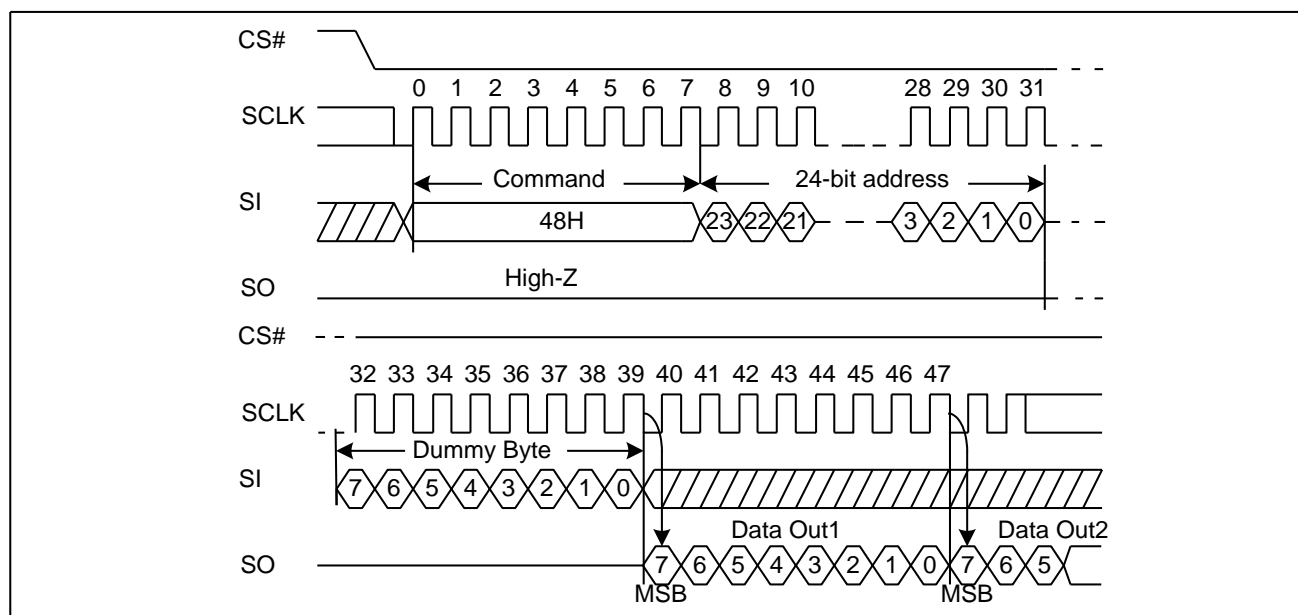 CS#
0 1 2 3 4 5 6 7 8 9 10 28 29 30 31
SCLK
Command 24-bit address
SI
48H 23 22 21 3 2 1 0
High-Z
SO
CS#
32 33 34 35 36 37 38 39 40 41 42 43 44 45 46 47
SCLK
Dummy Byte
SI
7 6 5 4 3 2 1 0
Data Out1 Data Out2
SO
7 6 5 4 3 2 1 0 7 6 5
MSB MSB